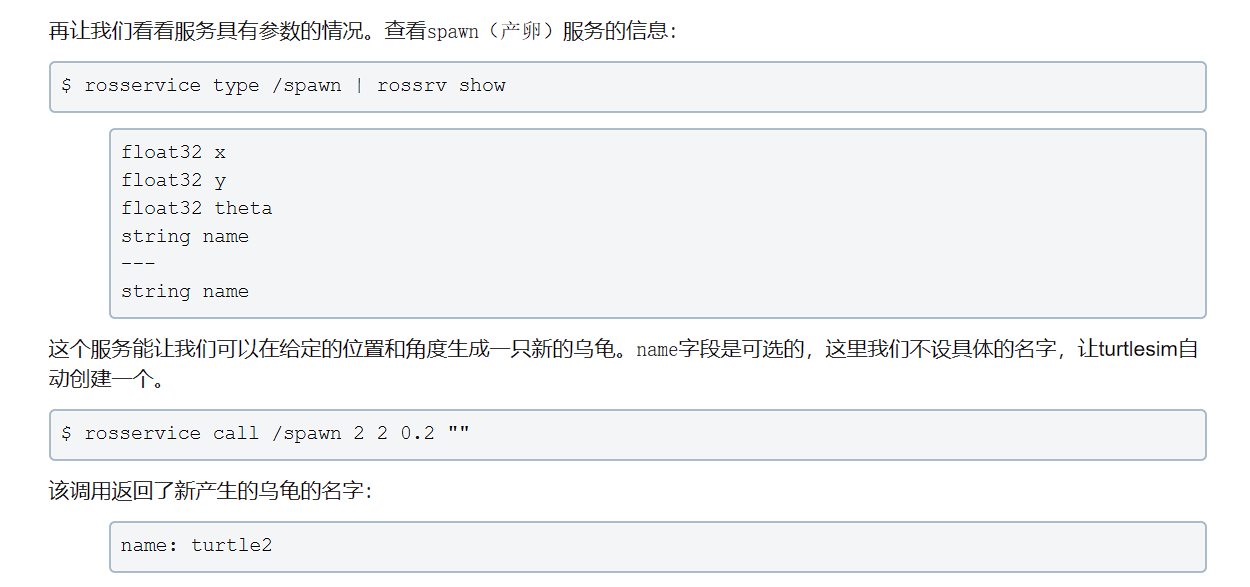 再让我们看看服务具有参数的情况。查看spawn（产卵）服务的信息：
$ rosservice type /spawn | rossrv show
float32 x
float32 y
float32 theta
string name
---
string name
这个服务能让我们可以在给定的位置和角度生成一只新的乌龟。name字段是可选的，这里我们不设具体的名字，让turtlesim自
动创建一个。
$ rosservice call /spawn 2 2 0.2 ""
该调用返回了新产生的乌龟的名字：
name: turtle2